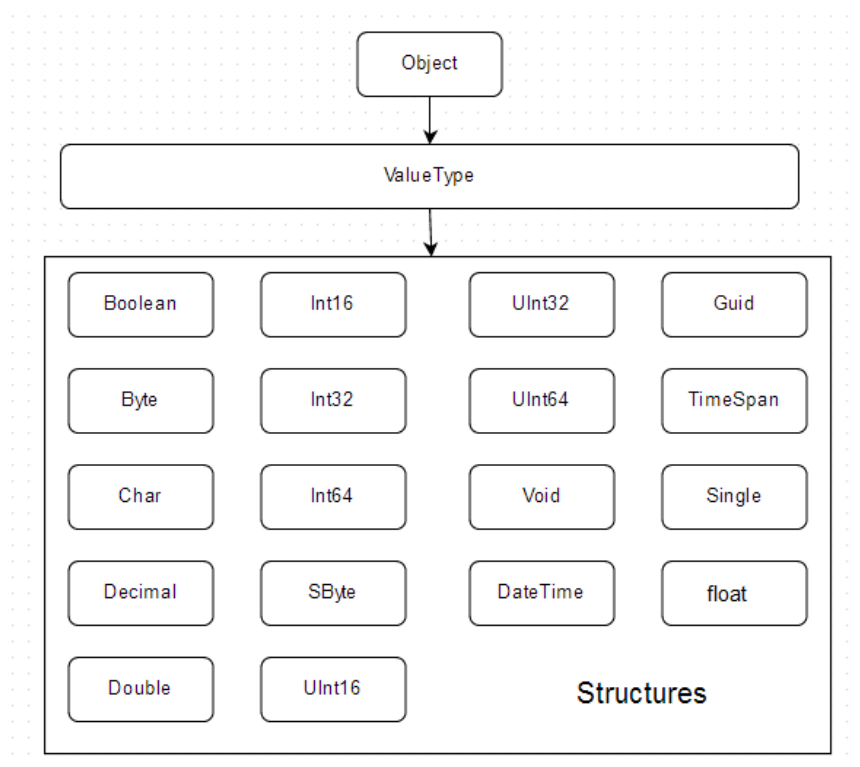 Object
ValueType
Boolean Int16 UInt32 Guid
Byte Int32 UInt64 TimeSpan
Char Int64 Void Single
Decimal SByte DateTime float
Double UInt16 Structures